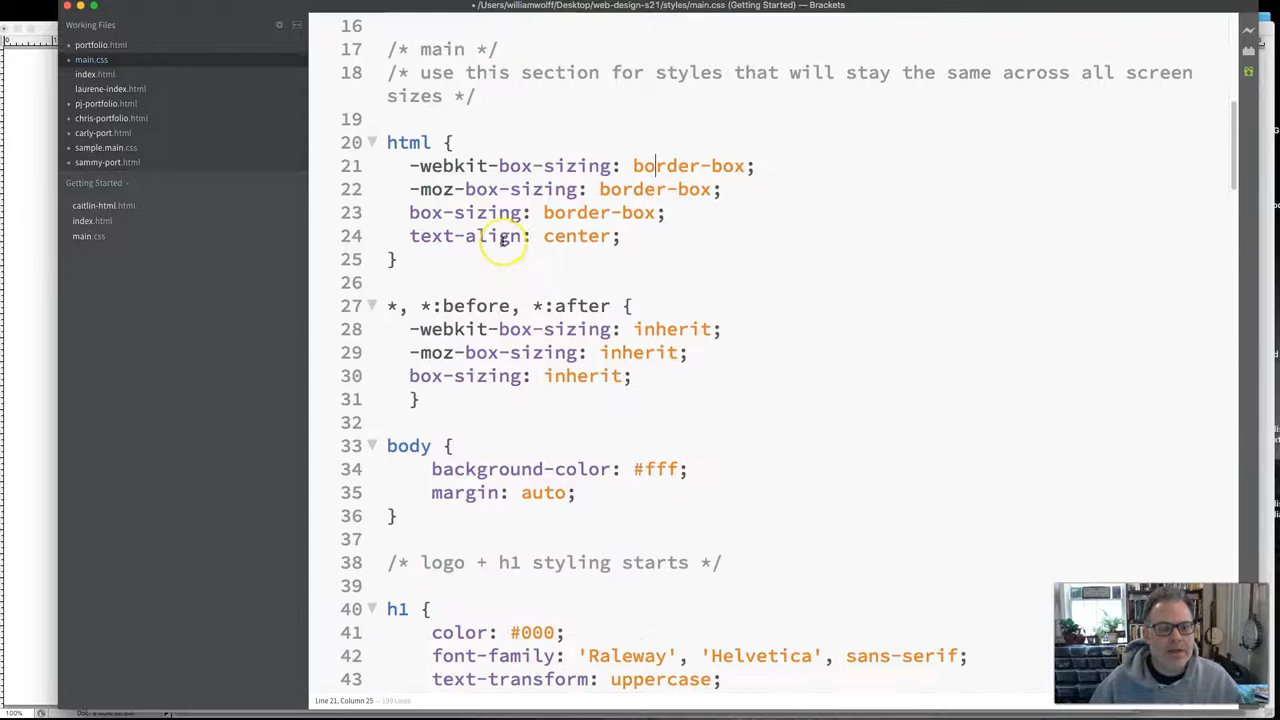 • /Users/williamwolff/Desktop/web-design-s21/styles/main.css (Getting Started) — Brackets
Working Files
• portfolio.html
• main.css
index.html
laurene-index.html
• pj-portfolio.html
• chris-portfolio.html
• carly-port.html
• sample.main.css
• sammy-port.html
Getting Started
caitlin-html.html
index.html
main.css
16
17 /* main */
18 /* use this section for styles that will stay the same across all screen
sizes */
19
20 html {
21 -webkit-box-sizing: border-box;
22 -moz-box-sizing: border-box;
23 box-sizing: border-box;
24 text-align: center;
25 }
26
27 *, *:before, *:after {
28 -webkit-box-sizing: inherit;
29 -moz-box-sizing: inherit;
30 box-sizing: inherit;
31 }
32
33 body {
34 background-color: #fff;
35 margin: auto;
36 }
37
38 /* logo + h1 styling starts */
39
40 h1 {
41 color: #000;
42 font-family: 'Raleway', 'Helvetica', sans-serif;
43 text-transform: uppercase;
Line 21, Column 25 — 199 Lines
100%